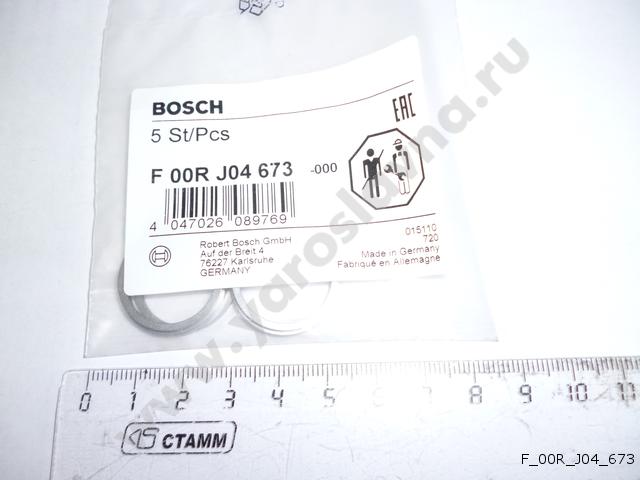 BOSCH
5 St/Pcs
EAC
F 00R J04 673 -000
4 047026 089769
Robert Bosch GmbH
Auf der Breit 4
76227 Karlsruhe
GERMANY
015110
720
Made in Germany
Fabriqué en Allemagne
www.yaroslavna.ru
0 1 2 3 4 5 6 7 8 9 10 11
СТАММ
F_00R_J04_673